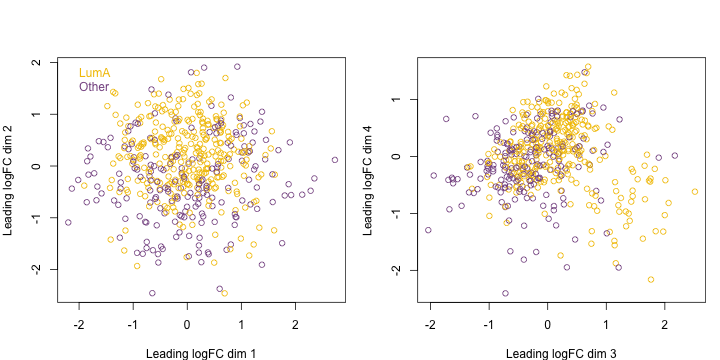 LumA
Other
2
1
0
-1
-2
Leading logFC dim 2
-2 -1 0 1 2
Leading logFC dim 1
1
0
-1
-2
Leading logFC dim 4
-2 -1 0 1 2
Leading logFC dim 3